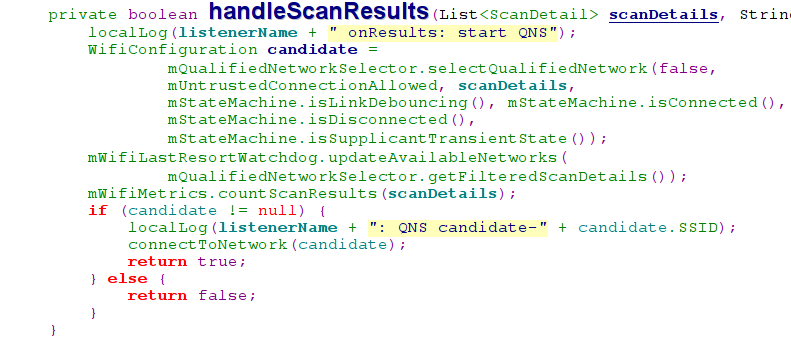 private boolean handleScanResults(List<ScanDetail> scanDetails, String
localLog(listenerName + " onResults: start QNS");
WifiConfiguration candidate =
mQualifiedNetworkSelector.selectQualifiedNetwork(false,
mUntrustedConnectionAllowed, scanDetails,
mStateMachine.isLinkDebouncing(), mStateMachine.isConnected(),
mStateMachine.isDisconnected(),
mStateMachine.isSupplicantTransientState());
mWifiLastResortWatchdog.updateAvailableNetworks(
mQualifiedNetworkSelector.getFilteredScanDetails());
mWifiMetrics.countScanResults(scanDetails);
if (candidate != null) {
localLog(listenerName + ": QNS candidate-" + candidate.SSID);
connectToNetwork(candidate);
return true;
} else {
return false;
}
}